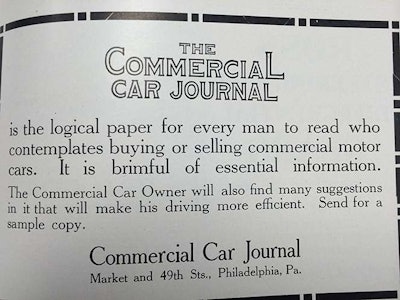 THE
COMMERCIAL
CAR JOURNAL
is the logical paper for every man to read who
contemplates buying or selling commercial motor
cars. It is brimful of essential information.
The Commercial Car Owner will also find many suggestions
in it that will make his driving more efficient. Send for a
sample copy.
Commercial Car Journal
Market and 49th Sts., Philadelphia, Pa.